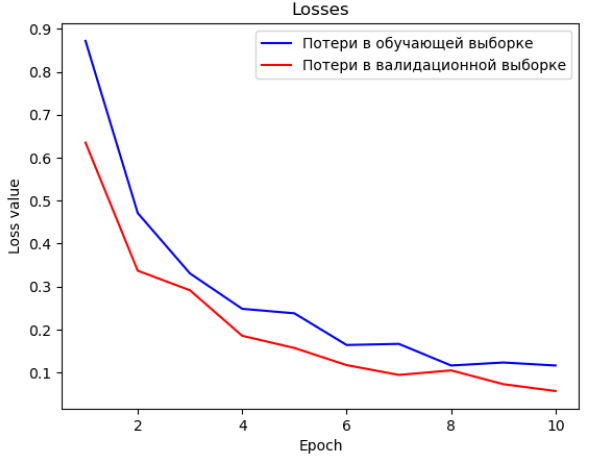 Losses
Потери в обучающей выборке
Потери в валидационной выборке
Loss value
0.9
0.8
0.7
0.6
0.5
0.4
0.3
0.2
0.1
2 4 6 8 10
Epoch